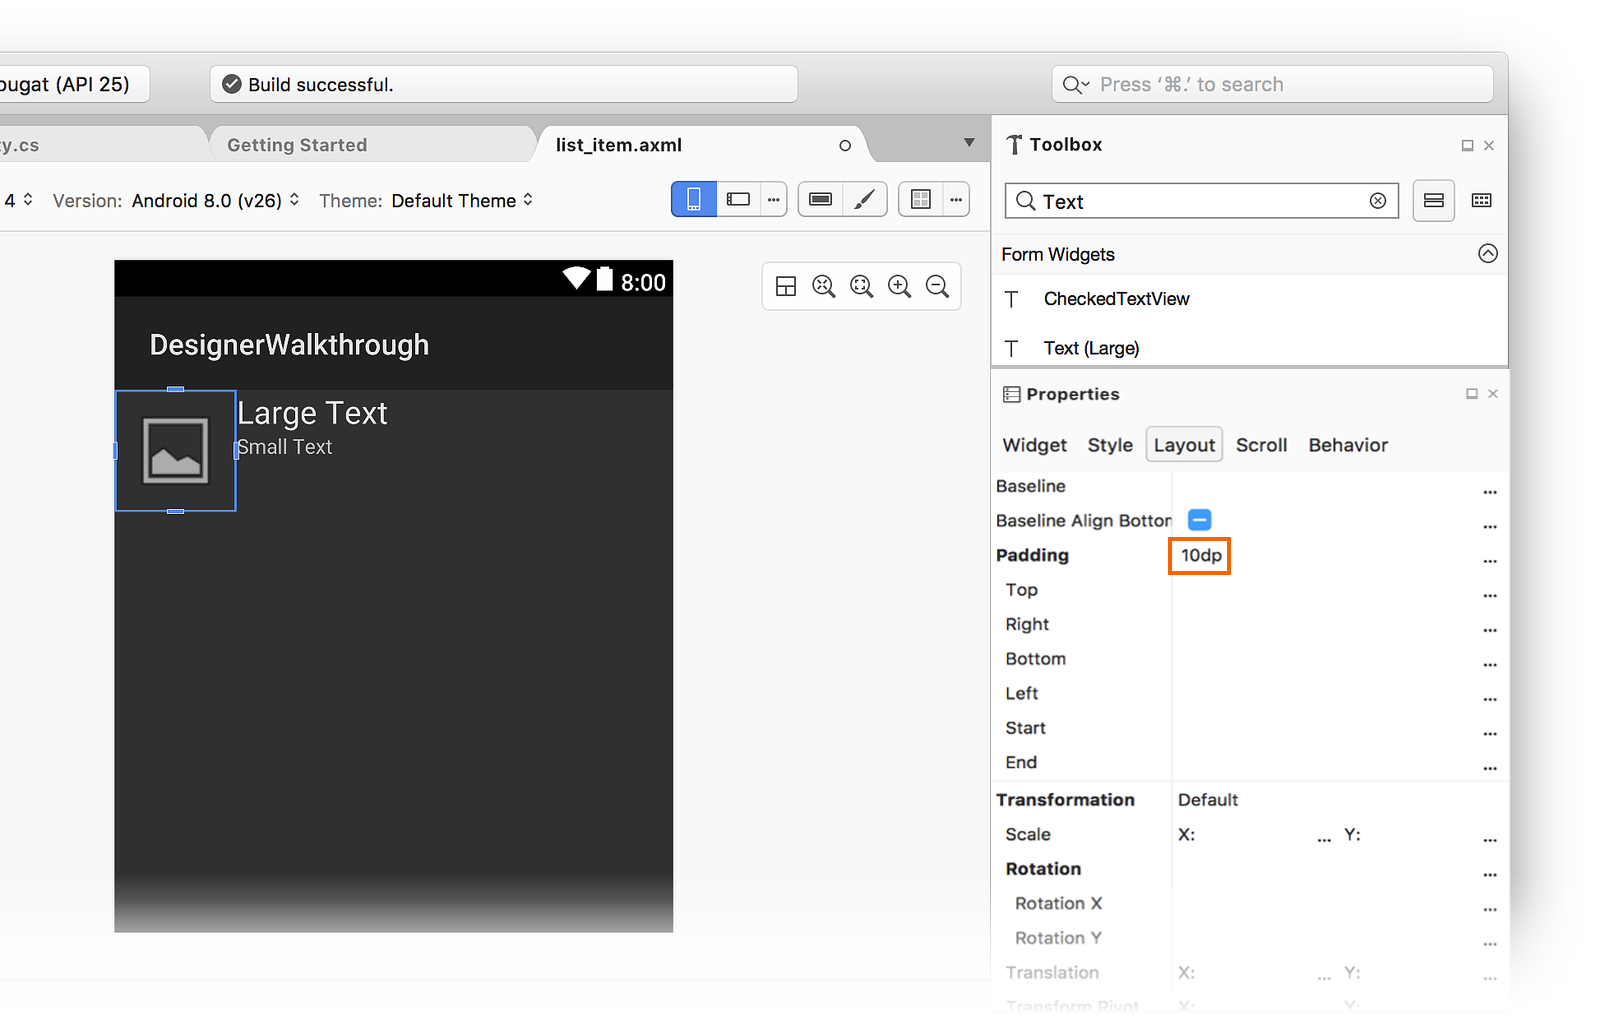 ougat (API 25)
Build successful.
Press ‘⌘.’ to search
ty.cs
Getting Started
list_item.axml
4
Version: Android 8.0 (v26)
Theme: Default Theme
...
...
8:00
DesignerWalkthrough
Large Text
Small Text
Toolbox
Text
Form Widgets
CheckedTextView
Text (Large)
Properties
Widget Style Layout Scroll Behavior
Baseline ...
Baseline Align Bottom ...
Padding 10dp ...
Top ...
Right ...
Bottom ...
Left ...
Start ...
End ...
Transformation Default
Scale X: ... Y: ...
Rotation ...
Rotation X ...
Rotation Y ...
Translation X: ... Y: ...
Transform Pivot X: Y: